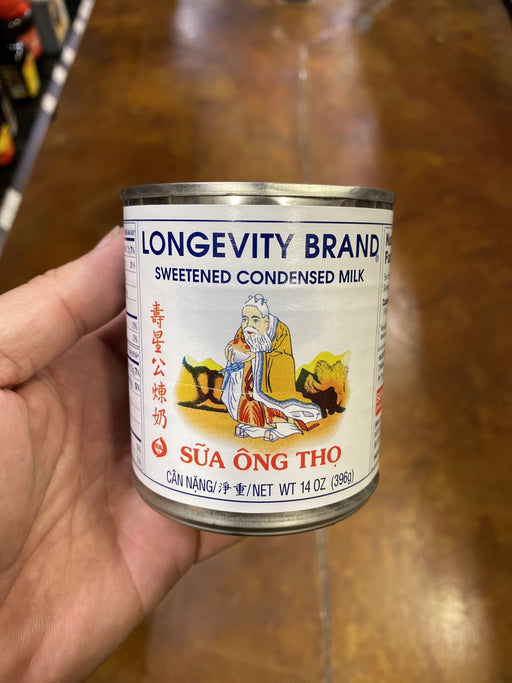 LONGEVITY BRAND®
SWEETENED CONDENSED MILK
壽星公煉奶
SỮA ÔNG THỌ
CÂN NẶNG/淨重/NET WT 14 OZ (396g)